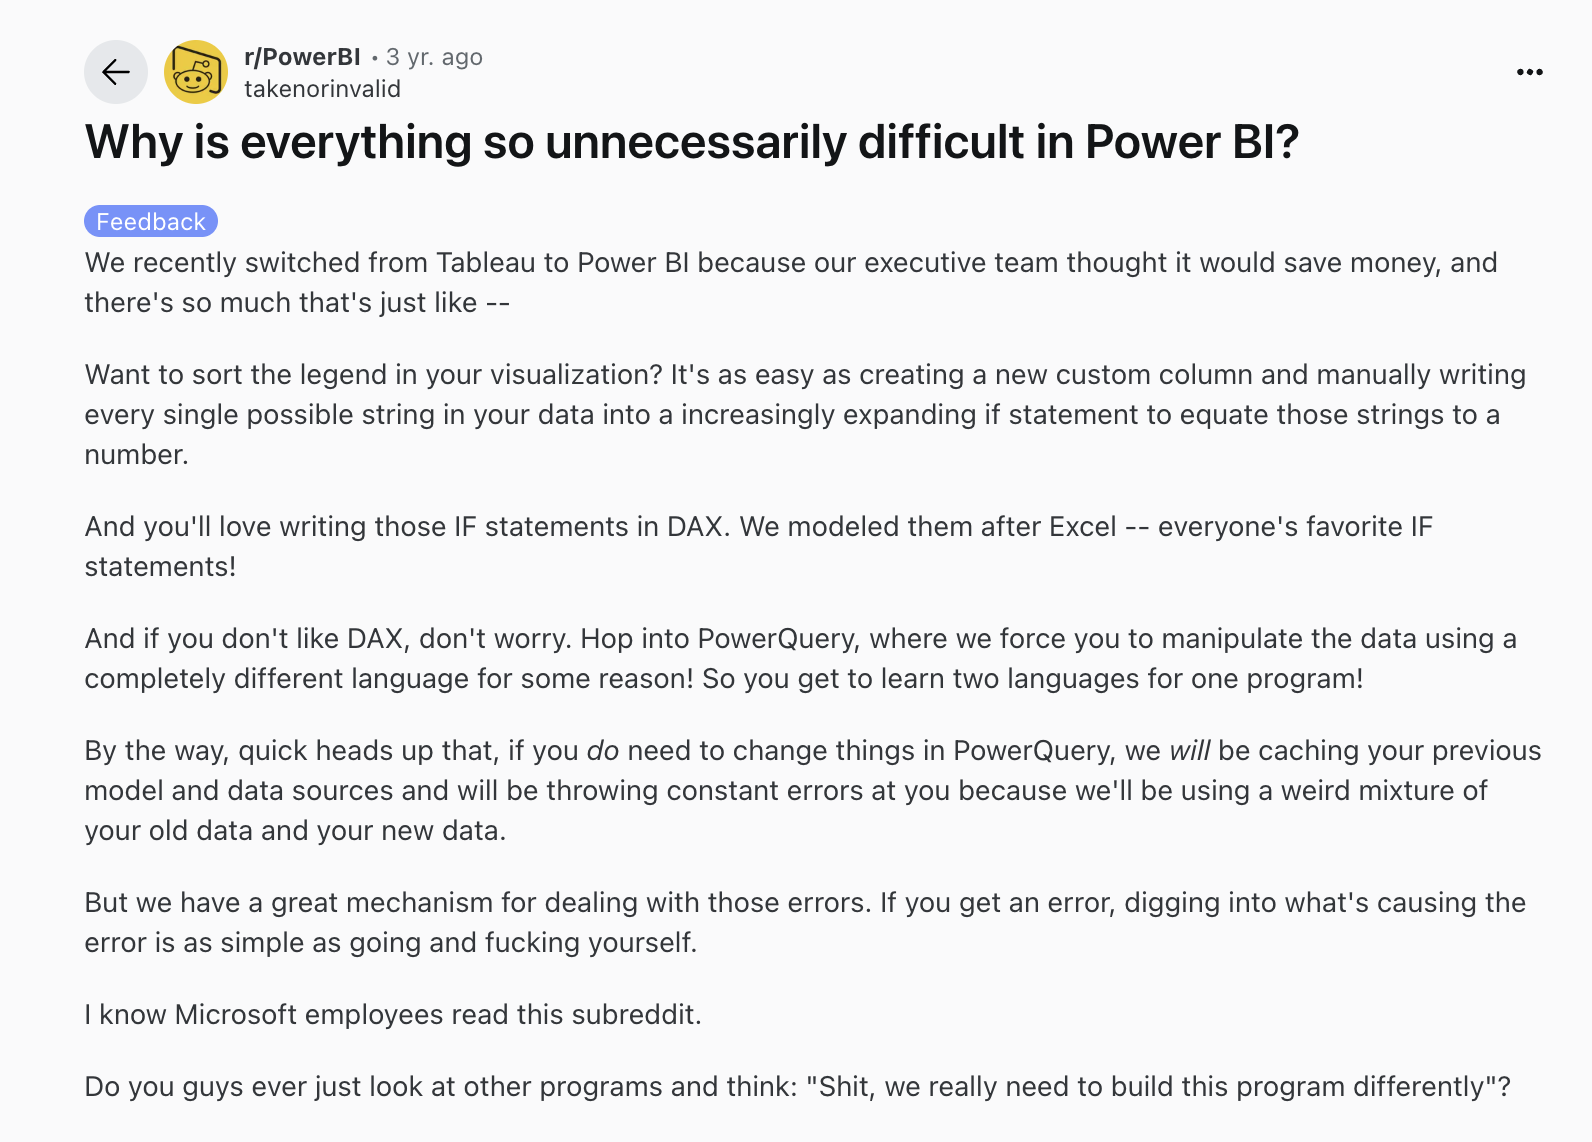 r/PowerBI • 3 yr. ago
takenorinvalid
Why is everything so unnecessarily difficult in Power BI?
Feedback
We recently switched from Tableau to Power BI because our executive team thought it would save money, and
there's so much that's just like --
Want to sort the legend in your visualization? It's as easy as creating a new custom column and manually writing
every single possible string in your data into a increasingly expanding if statement to equate those strings to a
number.
And you'll love writing those IF statements in DAX. We modeled them after Excel -- everyone's favorite IF
statements!
And if you don't like DAX, don't worry. Hop into PowerQuery, where we force you to manipulate the data using a
completely different language for some reason! So you get to learn two languages for one program!
By the way, quick heads up that, if you do need to change things in PowerQuery, we will be caching your previous
model and data sources and will be throwing constant errors at you because we'll be using a weird mixture of
your old data and your new data.
But we have a great mechanism for dealing with those errors. If you get an error, digging into what's causing the
error is as simple as going and fucking yourself.
I know Microsoft employees read this subreddit.
Do you guys ever just look at other programs and think: "Shit, we really need to build this program differently"?